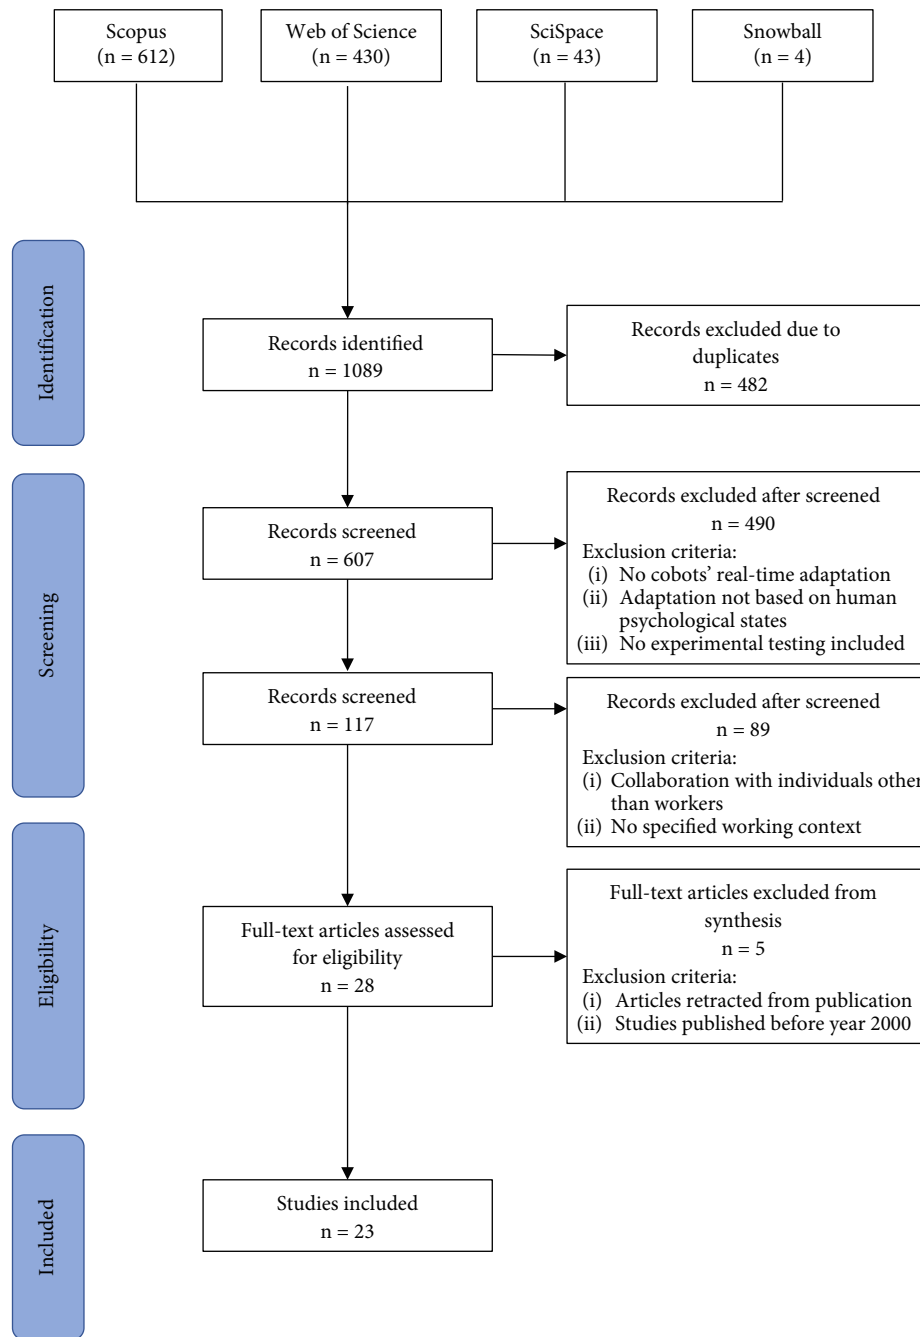 Scopus
(n = 612)
Web of Science
(n = 430)
SciSpace
(n = 43)
Snowball
(n = 4)
Identification
Records identified
n = 1089
Records excluded due to
duplicates
n = 482
Screening
Records screened
n = 607
Records excluded after screened
n = 490
Exclusion criteria:
(i) No cobots’ real-time adaptation
(ii) Adaptation not based on human
psychological states
(iii) No experimental testing included
Records screened
n = 117
Records excluded after screened
n = 89
Exclusion criteria:
(i) Collaboration with individuals other
than workers
(ii) No specified working context
Eligibility
Full-text articles assessed
for eligibility
n = 28
Full-text articles excluded from
synthesis
n = 5
Exclusion criteria:
(i) Articles retracted from publication
(ii) Studies published before year 2000
Included
Studies included
n = 23